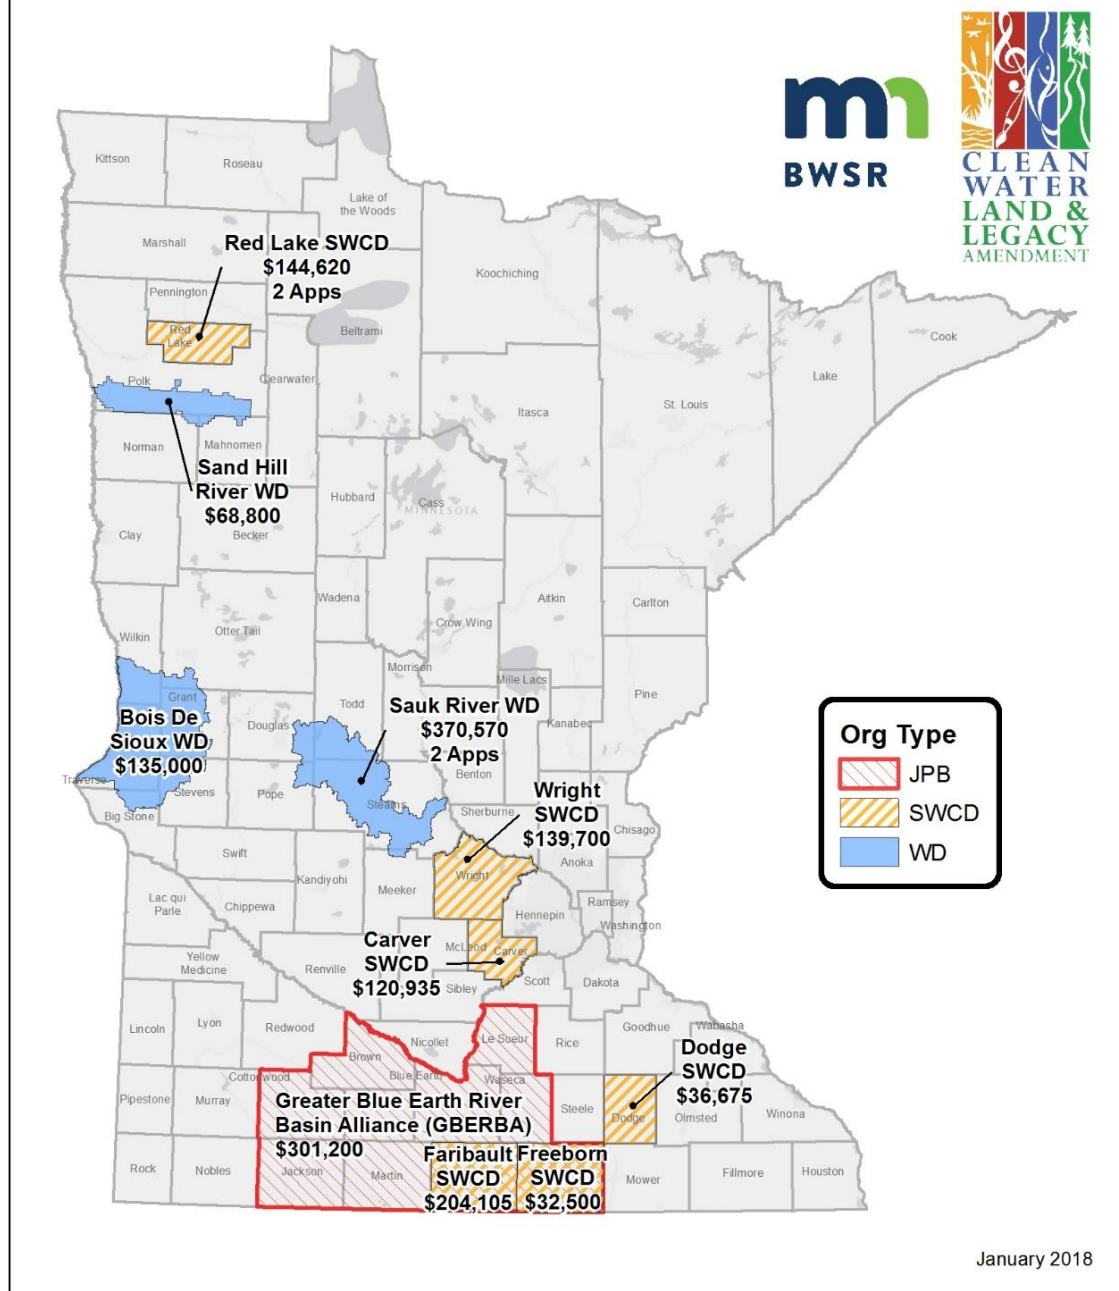 mn
BWSR
CLEAN
WATER
LAND &
LEGACY
AMENDMENT
Kittson
Roseau
Lake of
the Woods
Marshall
Red Lake SWCD
$144,620
2 Apps
Koochiching
Pennington
Red
Lake
Beltrami
Cook
Polk
Clearwater
Lake
St. Louis
Itasca
Norman
Mahnomen
Sand Hill
River WD
$68,800
Hubbard
Cass
MINNESOTA
Clay
Becker
Wadena
Aitkin
Carlton
Crow Wing
Wilkin
Otter Tail
Morrison
Mille Lacs
Pine
Grant
Todd
Douglas
Kanabec
Bois De
Sioux WD
$135,000
Sauk River WD
$370,570
2 Apps
Traverse
Stevens
Pope
Stearns
Benton
Big Stone
Sherburne
Wright
SWCD
$139,700
Chisago
Anoka
Swift
Kandiyohi
Meeker
Wright
Lac qui
Parle
Chippewa
Hennepin
Ramsey
Washington
Carver
SWCD
$120,935
McLeod
Carver
Yellow
Medicine
Renville
Sibley
Scott
Dakota
Lincoln
Lyon
Redwood
Nicollet
Le Sueur
Rice
Goodhue
Wabasha
Brown
Dodge
SWCD
$36,675
Cottonwood
Blue Earth
Waseca
Pipestone
Murray
Greater Blue Earth River
Basin Alliance (GBERBA)
$301,200
Steele
Dodge
Olmsted
Winona
Rock
Nobles
Jackson
Martin
Faribault
SWCD
$204,105
Freeborn
SWCD
$32,500
Mower
Fillmore
Houston
Org Type
JPB
SWCD
WD
January 2018